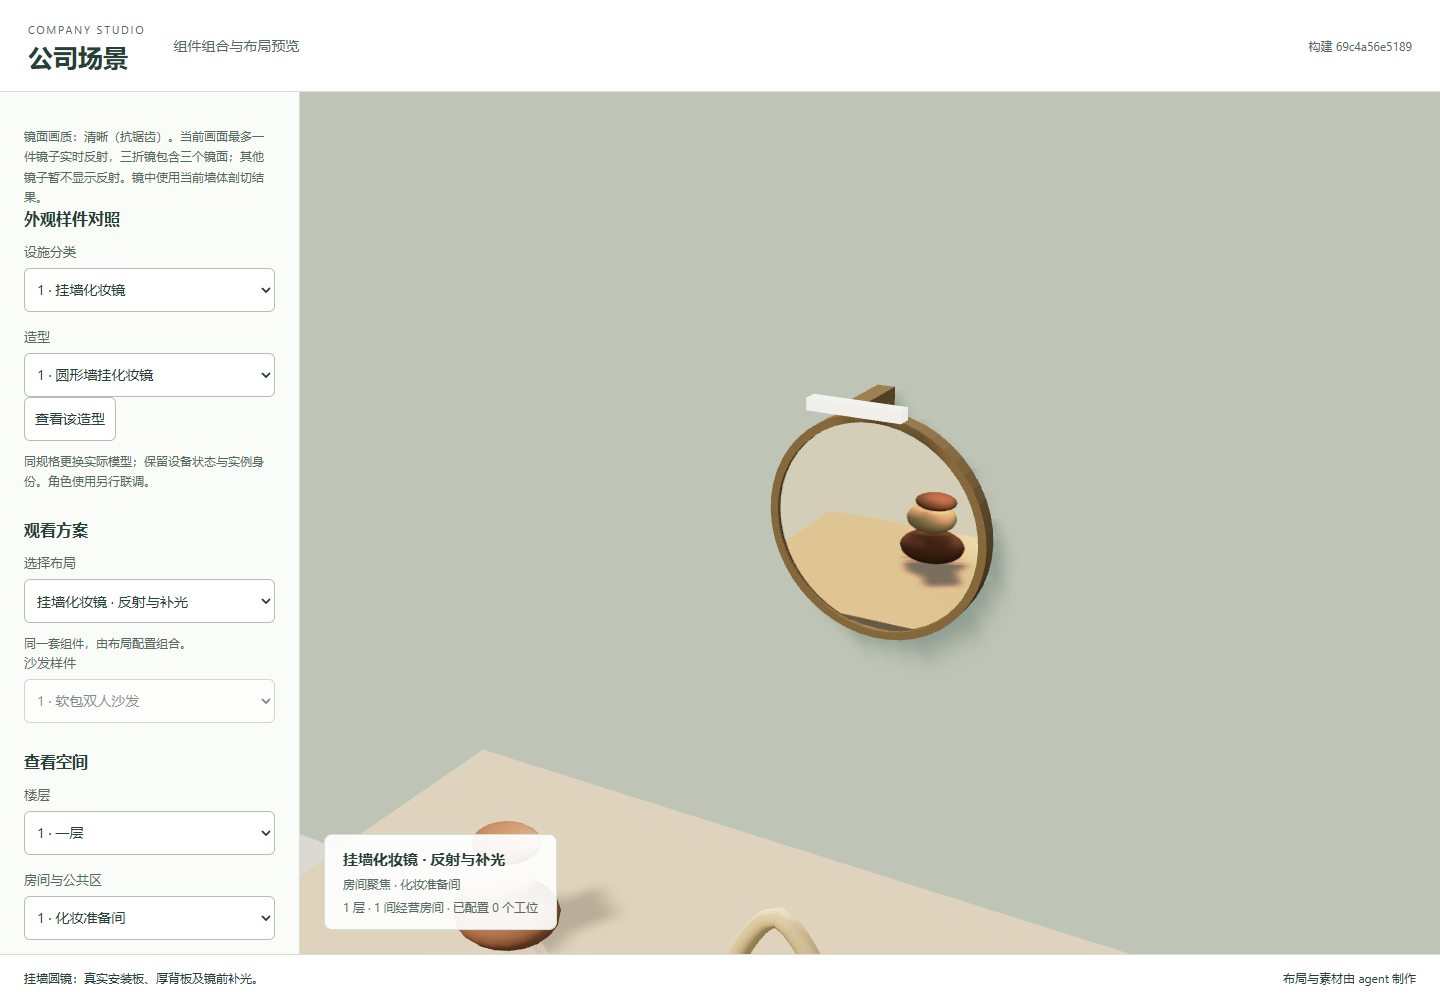 COMPANY STUDIO
公司场景
组件组合与布局预览
构建 69c4a56e5189
镜面画质：清晰（抗锯齿）。当前画面最多一
件镜子实时反射，三折镜包含三个镜面；其他
镜子暂不显示反射。镜中使用当前墙体剖切结
果。
外观样件对照
设施分类
1 · 挂墙化妆镜
造型
1 · 圆形墙挂化妆镜
查看该造型
同规格更换实际模型；保留设备状态与实例身
份。角色使用另行联调。
观看方案
选择布局
挂墙化妆镜 · 反射与补光
同一套组件，由布局配置组合。
沙发样件
1 · 软包双人沙发
查看空间
楼层
1 · 一层
房间与公共区
1 · 化妆准备间
挂墙化妆镜 · 反射与补光
房间聚焦 · 化妆准备间
1 层 · 1 间经营房间 · 已配置 0 个工位
挂墙圆镜：真实安装板、厚背板及镜前补光。
布局与素材由 agent 制作